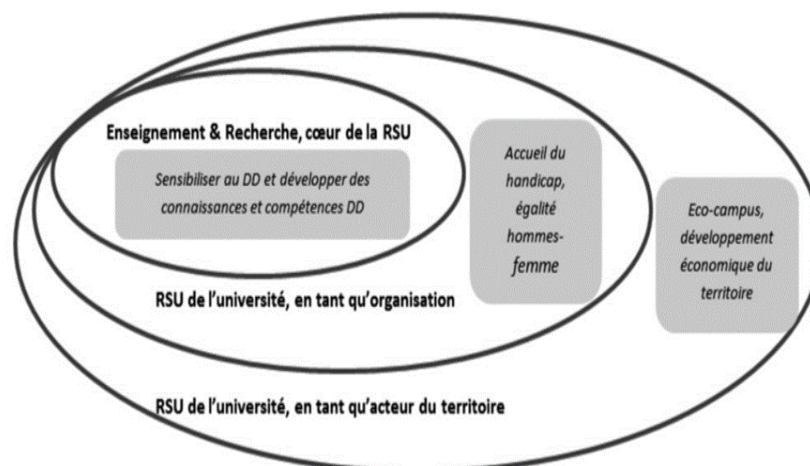 Enseignement & Recherche, cœur de la RSU
Sensibiliser au DD et développer des
connaissances et compétences DD
Accueil du
handicap,
égalité
hommes-
femme
Eco-campus,
développement
économique du
territoire
RSU de l'université, en tant qu'organisation
RSU de l'université, en tant qu'acteur du territoire